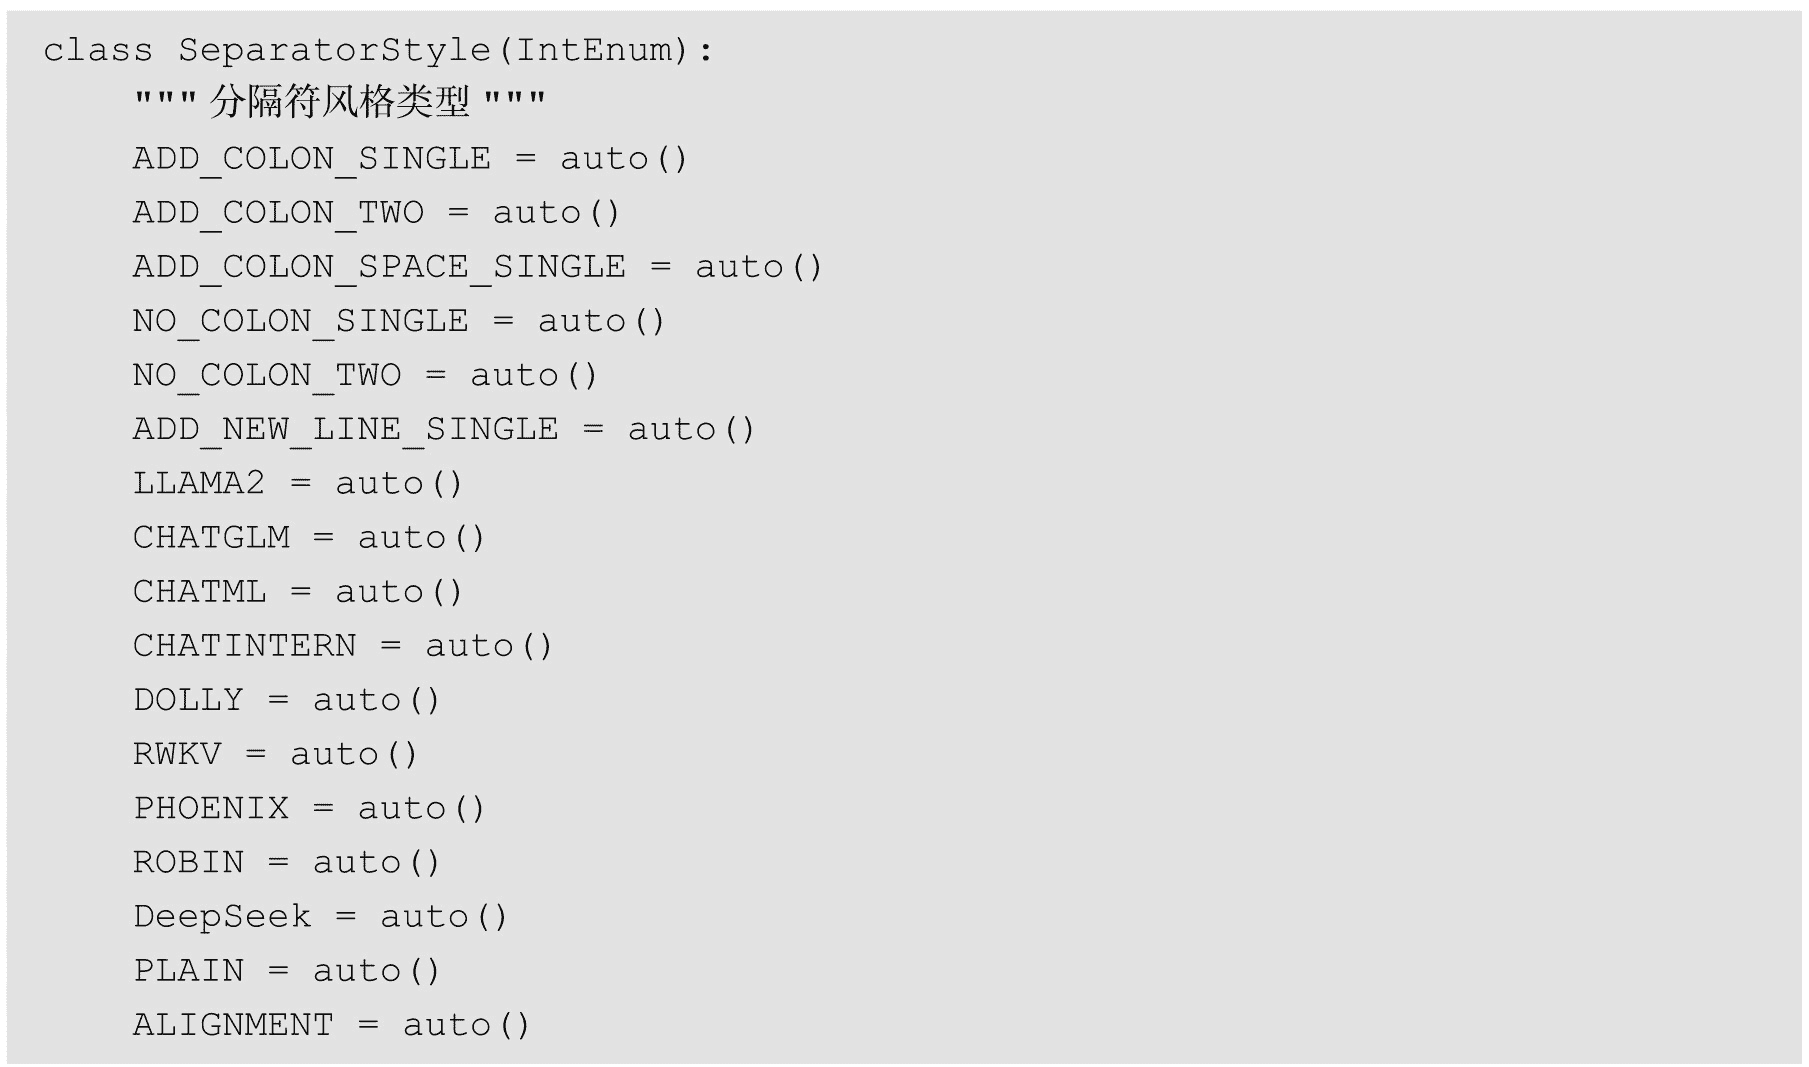 class SeparatorStyle(IntEnum):
    """ 分隔符风格类型 """
    ADD_COLON_SINGLE = auto()
    ADD_COLON_TWO = auto()
    ADD_COLON_SPACE_SINGLE = auto()
    NO_COLON_SINGLE = auto()
    NO_COLON_TWO = auto()
    ADD_NEW_LINE_SINGLE = auto()
    LLAMA2 = auto()
    CHATGLM = auto()
    CHATML = auto()
    CHATINTERN = auto()
    DOLLY = auto()
    RWKV = auto()
    PHOENIX = auto()
    ROBIN = auto()
    DeepSeek = auto()
    PLAIN = auto()
    ALIGNMENT = auto()